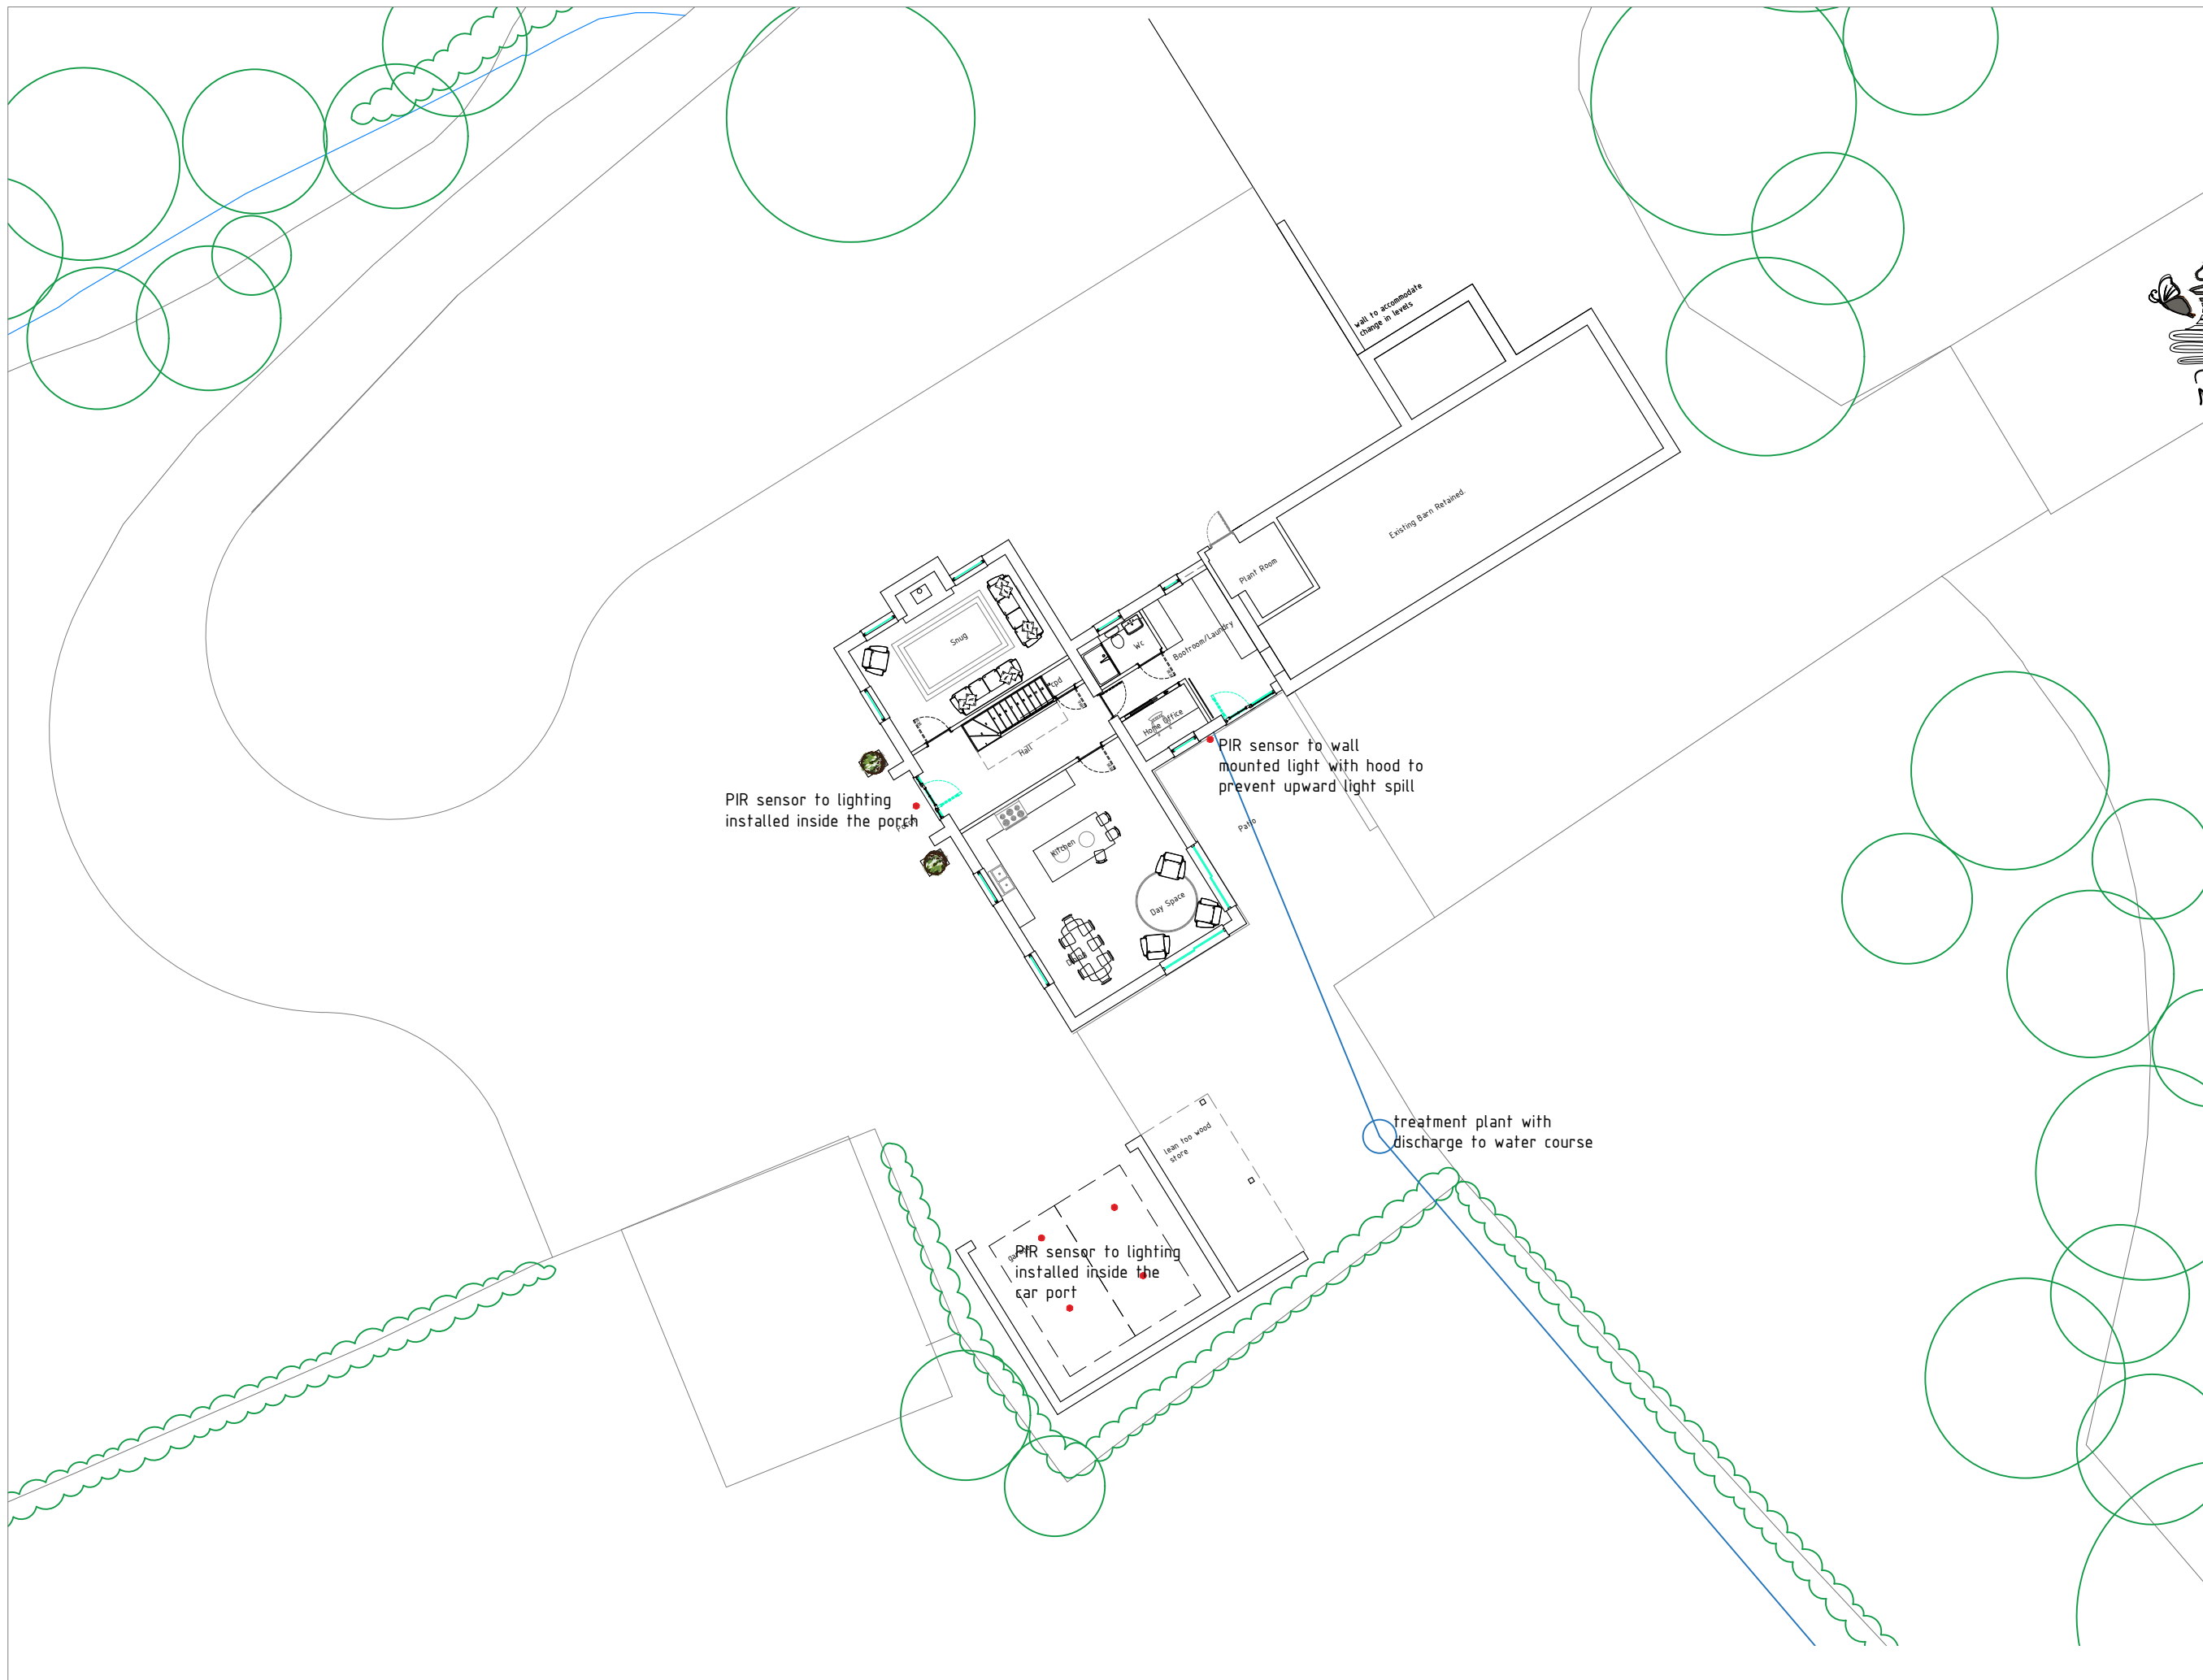 wall to accommodate
change in levels
Existing Barn Retained.
Plant Room
Snug
Wc
Bootroom/Laundry
cpd
Home Office
Hall
PIR sensor to wall
mounted light with hood to
prevent upward light spill
PIR sensor to lighting
installed inside the porch
Patio
Kitchen
Day Space
treatment plant with
discharge to water course
lean too wood
store
PIR sensor to lighting
installed inside the
car port